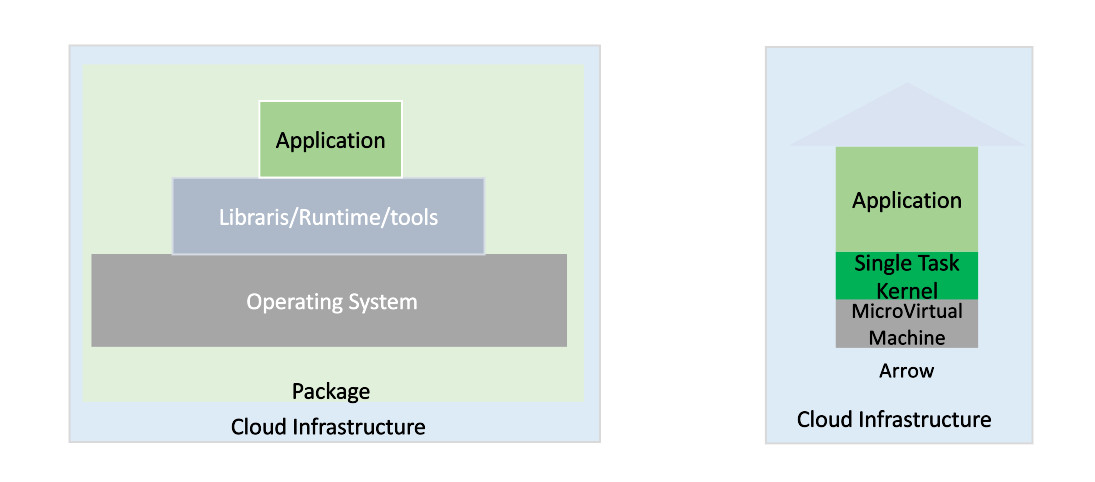 Application
Libraris/Runtime/tools
Operating System
Package
Cloud Infrastructure
Application
Single Task
Kernel
MicroVirtual
Machine
Arrow
Cloud Infrastructure